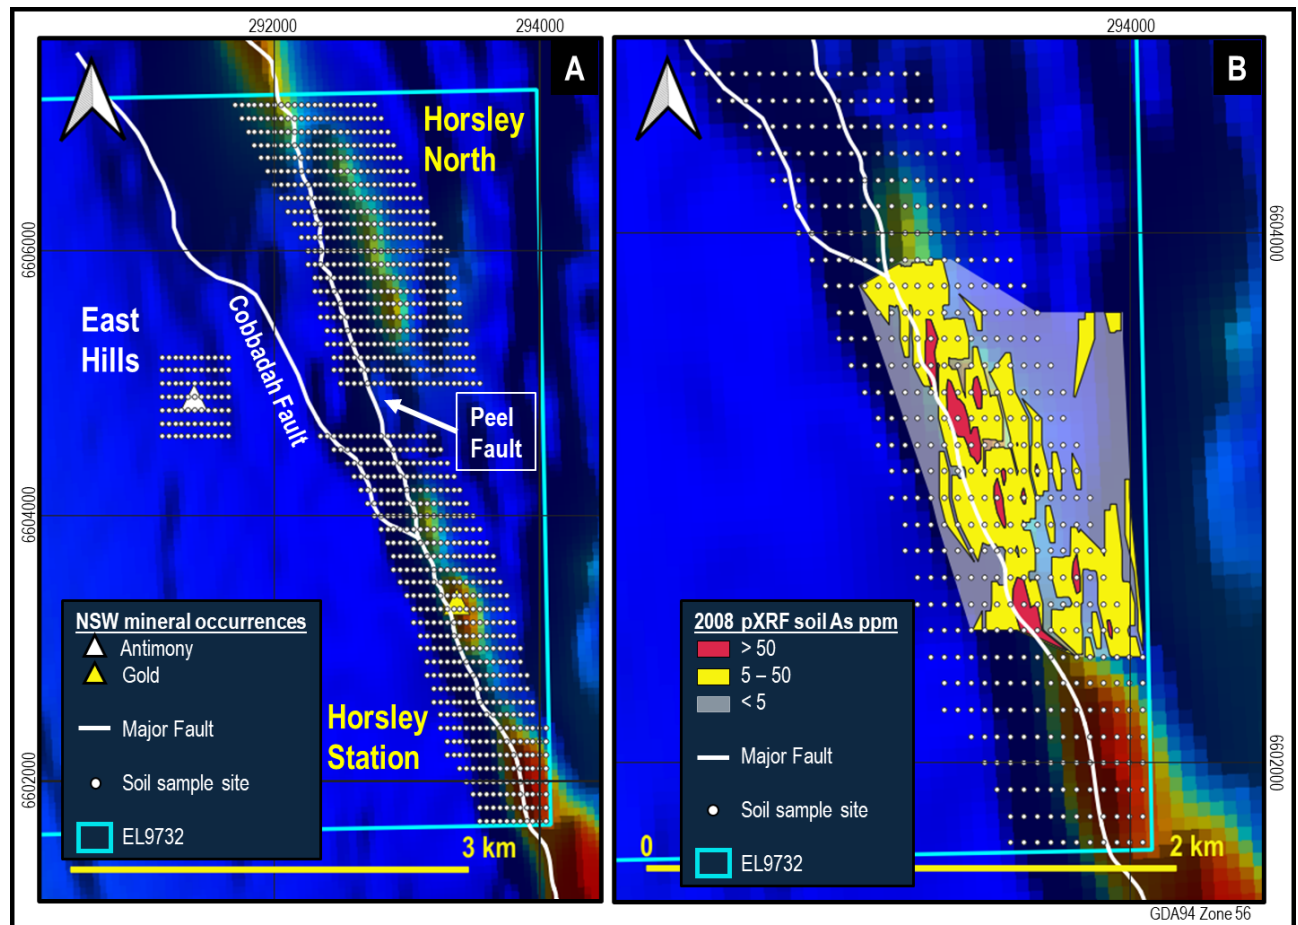 292000
294000
294000
A
B
Horsley
North
6606000
6604000
East
Hills
Cobbadah Fault
Peel
Fault
6604000
NSW mineral occurrences
Antimony
Gold
Major Fault
Soil sample site
EL9732
Horsley
Station
6602000
3 km
2008 pXRF soil As ppm
> 50
5 – 50
< 5
Major Fault
Soil sample site
EL9732
6602000
0
2 km
GDA94 Zone 56